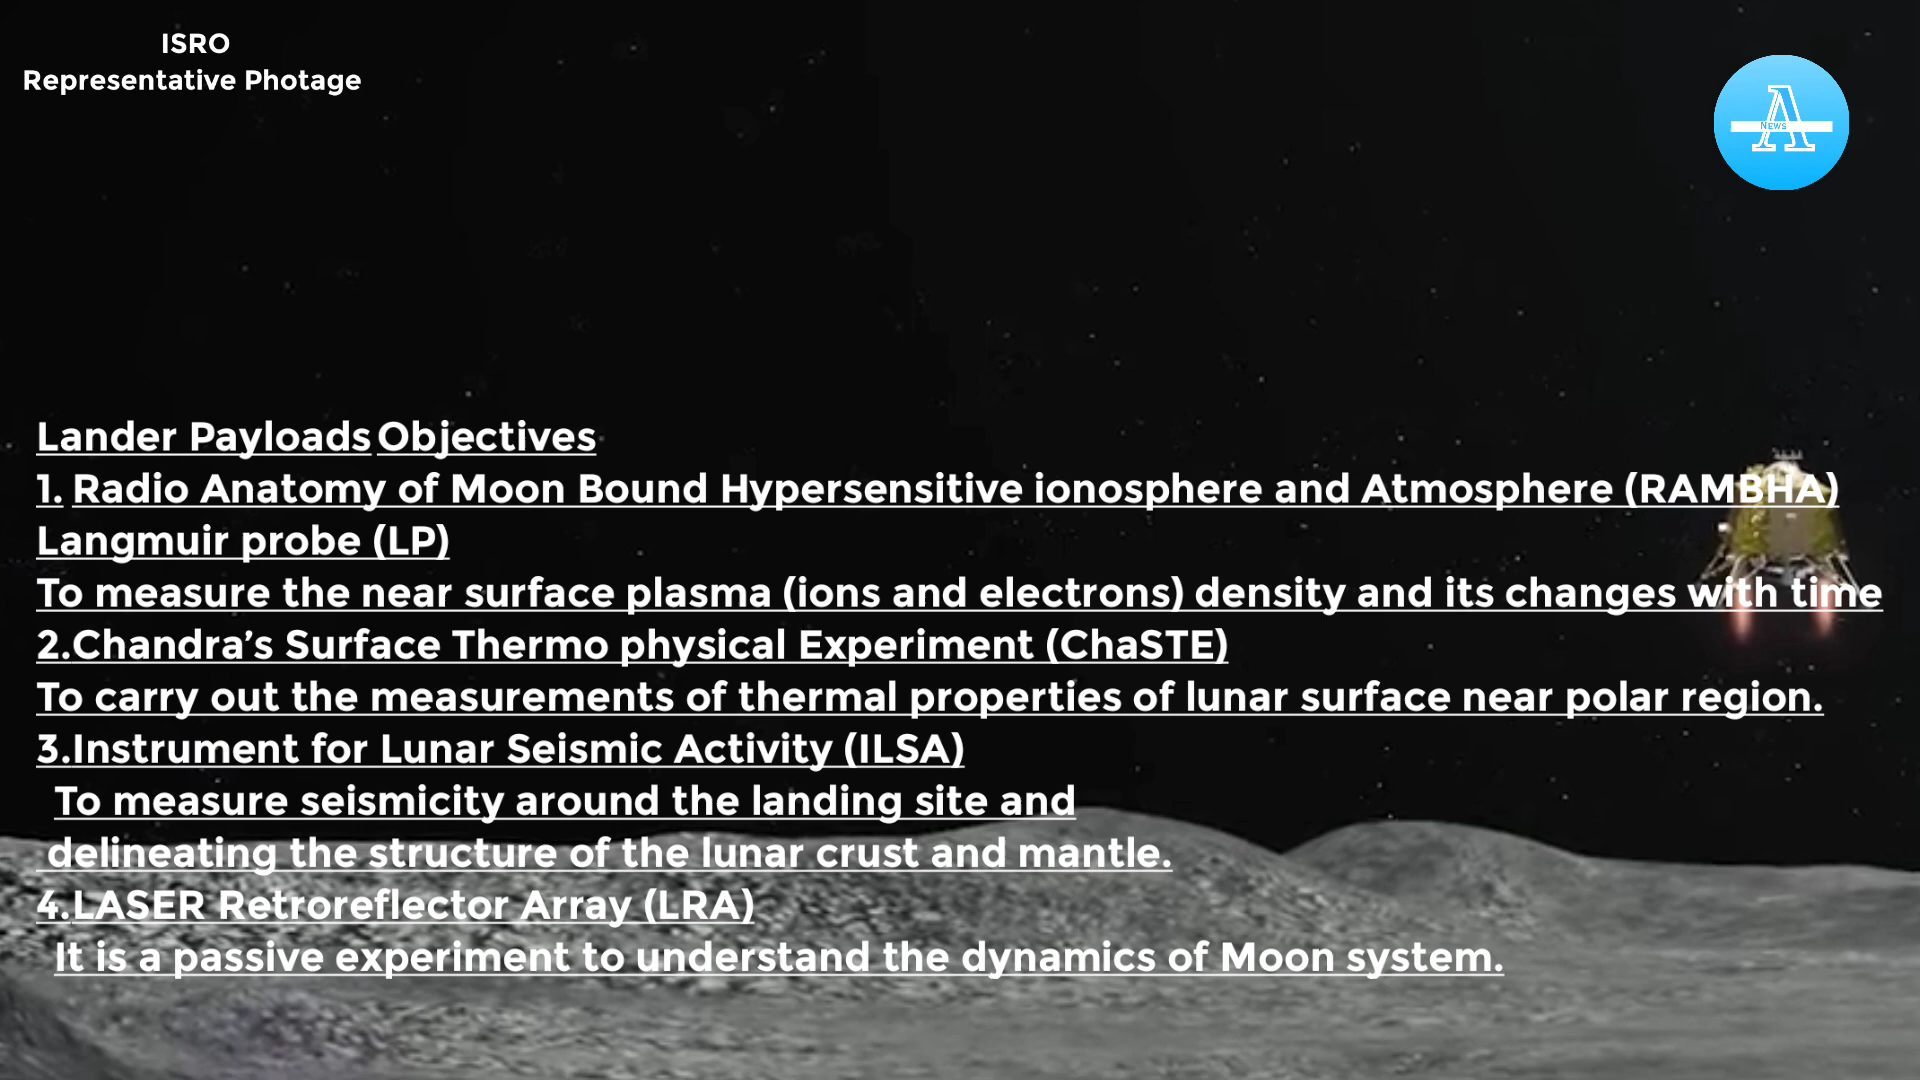 ISRO
Representative Photage
News
A
Lander Payloads Objectives
1. Radio Anatomy of Moon Bound Hypersensitive ionosphere and Atmosphere (RAMBHA)
Langmuir probe (LP)
To measure the near surface plasma (ions and electrons) density and its changes with time
2.Chandra’s Surface Thermo physical Experiment (ChaSTE)
To carry out the measurements of thermal properties of lunar surface near polar region.
3.Instrument for Lunar Seismic Activity (ILSA)
To measure seismicity around the landing site and
delineating the structure of the lunar crust and mantle.
4.LASER Retroreflector Array (LRA)
It is a passive experiment to understand the dynamics of Moon system.